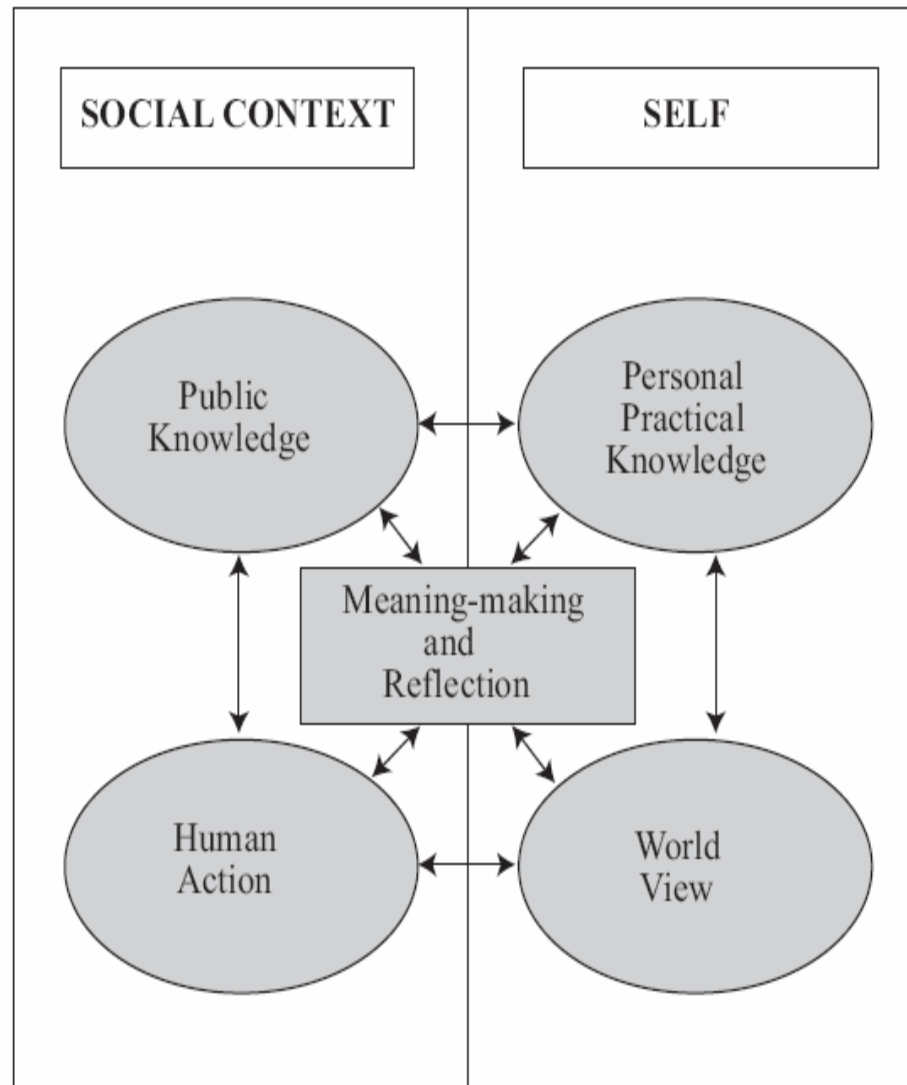 SOCIAL CONTEXT
SELF
Public
Knowledge
Personal
Practical
Knowledge
Meaning-making
and
Reflection
Human
Action
World
View